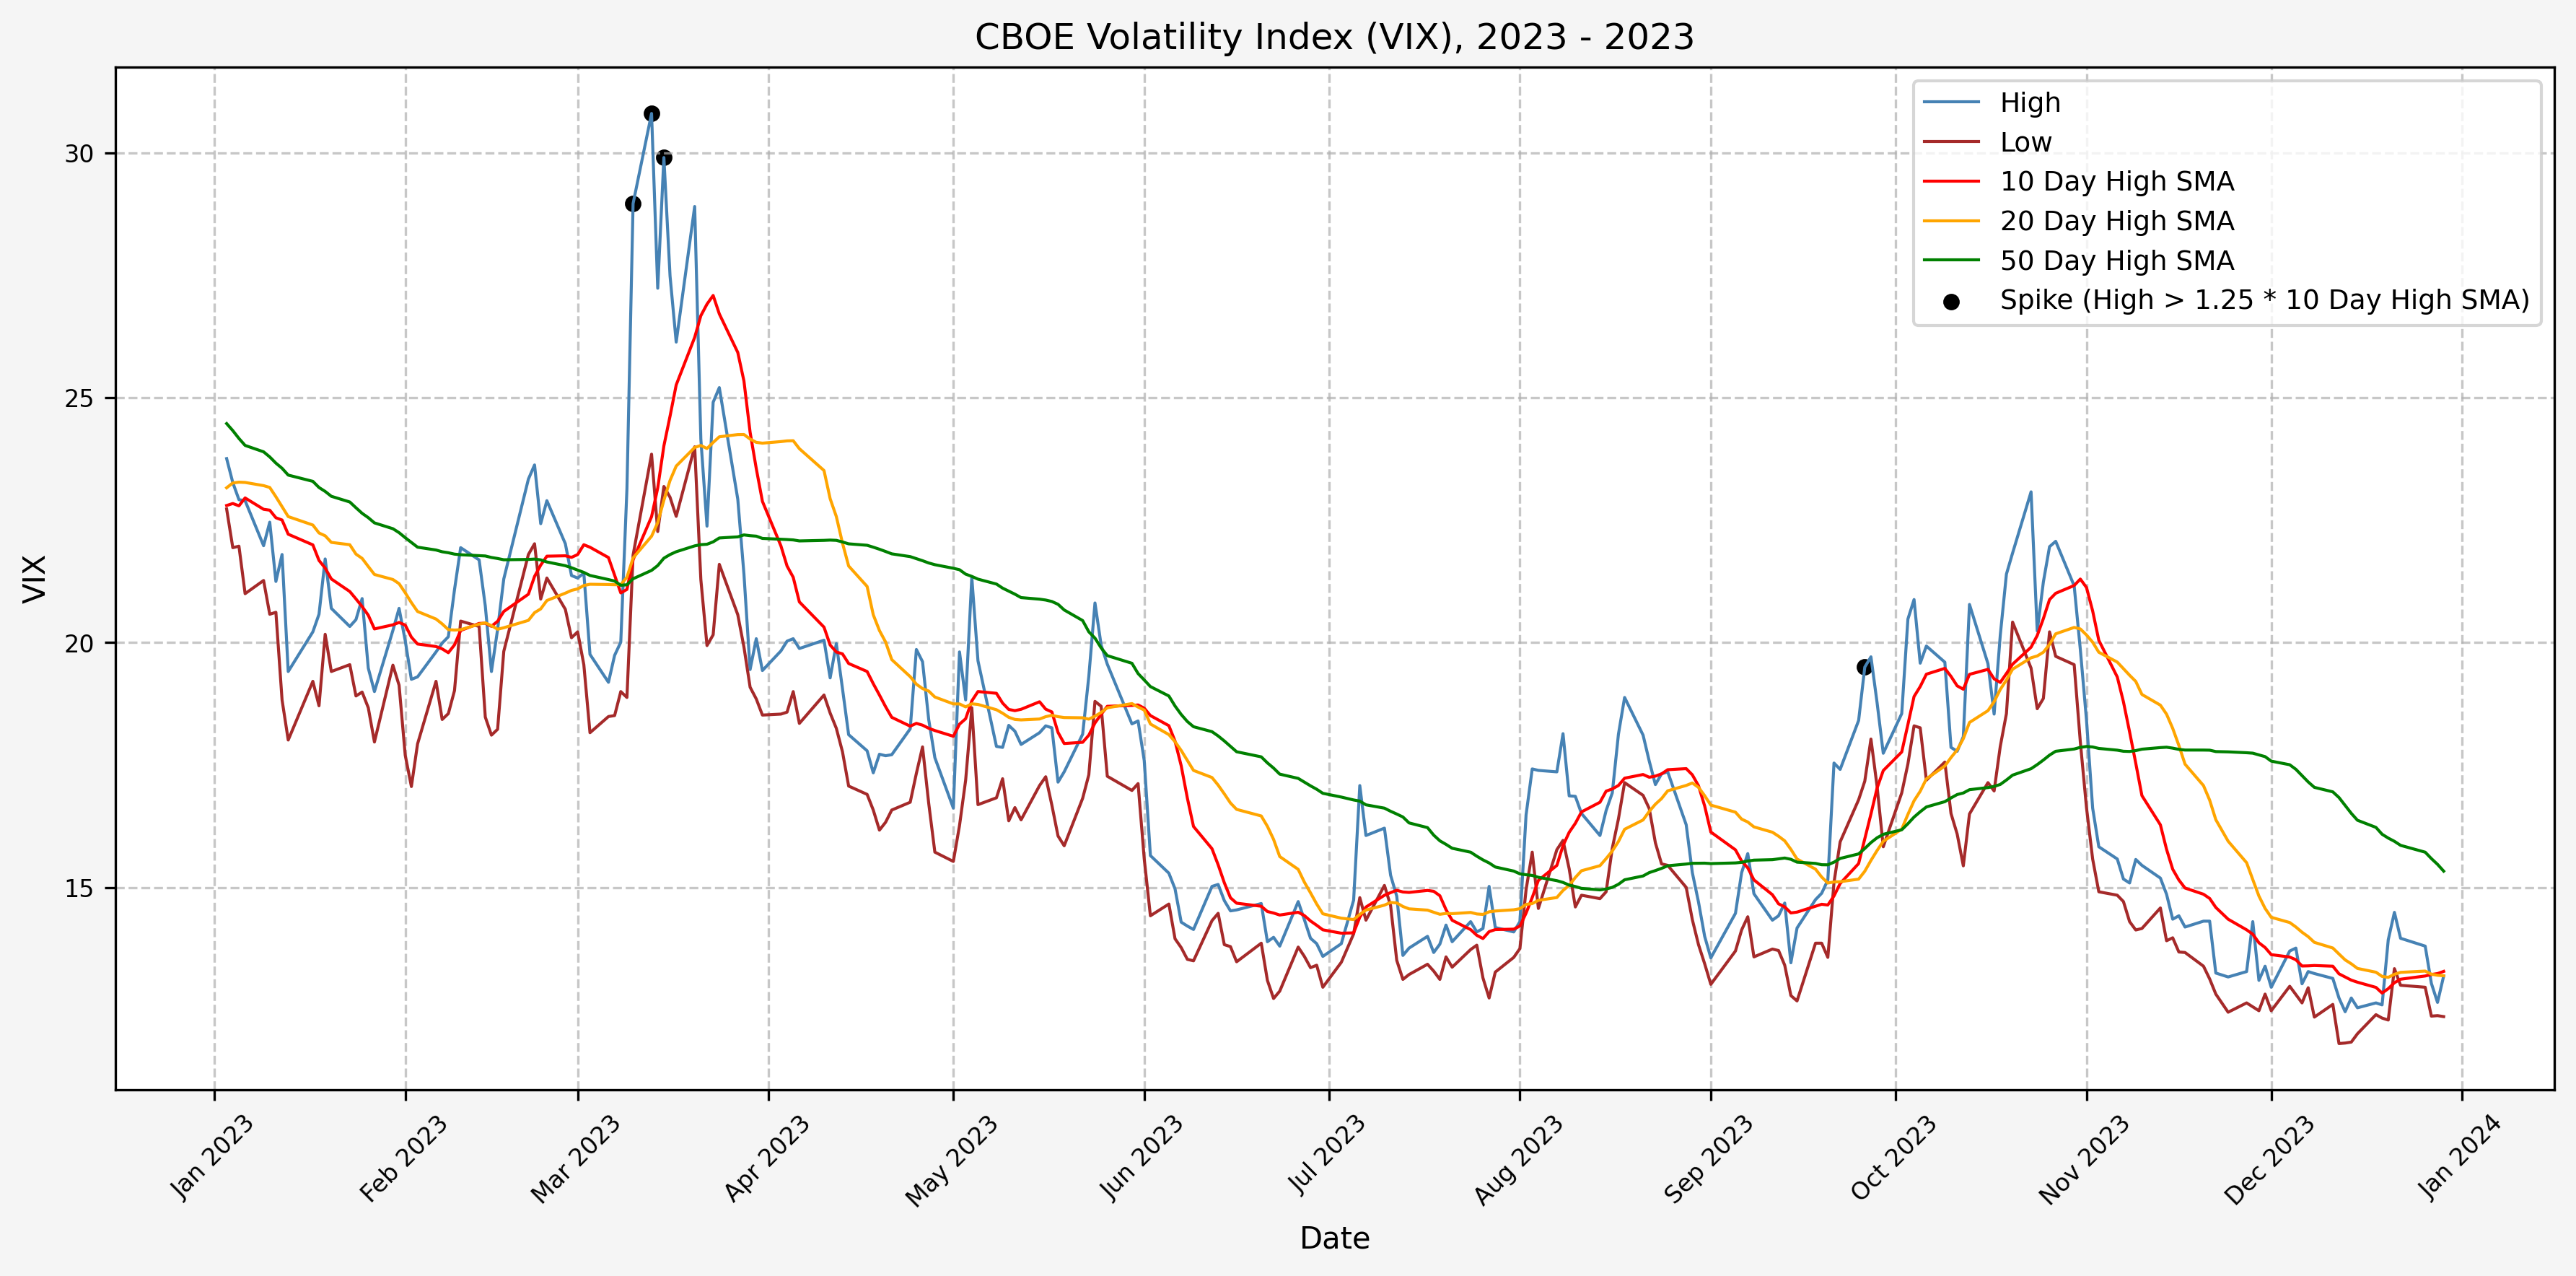 CBOE Volatility Index (VIX), 2023 - 2023
High
Low
10 Day High SMA
20 Day High SMA
50 Day High SMA
Spike (High > 1.25 * 10 Day High SMA)
VIX
30
25
20
15
Jan 2023
Feb 2023
Mar 2023
Apr 2023
May 2023
Jun 2023
Jul 2023
Aug 2023
Sep 2023
Oct 2023
Nov 2023
Dec 2023
Jan 2024
Date